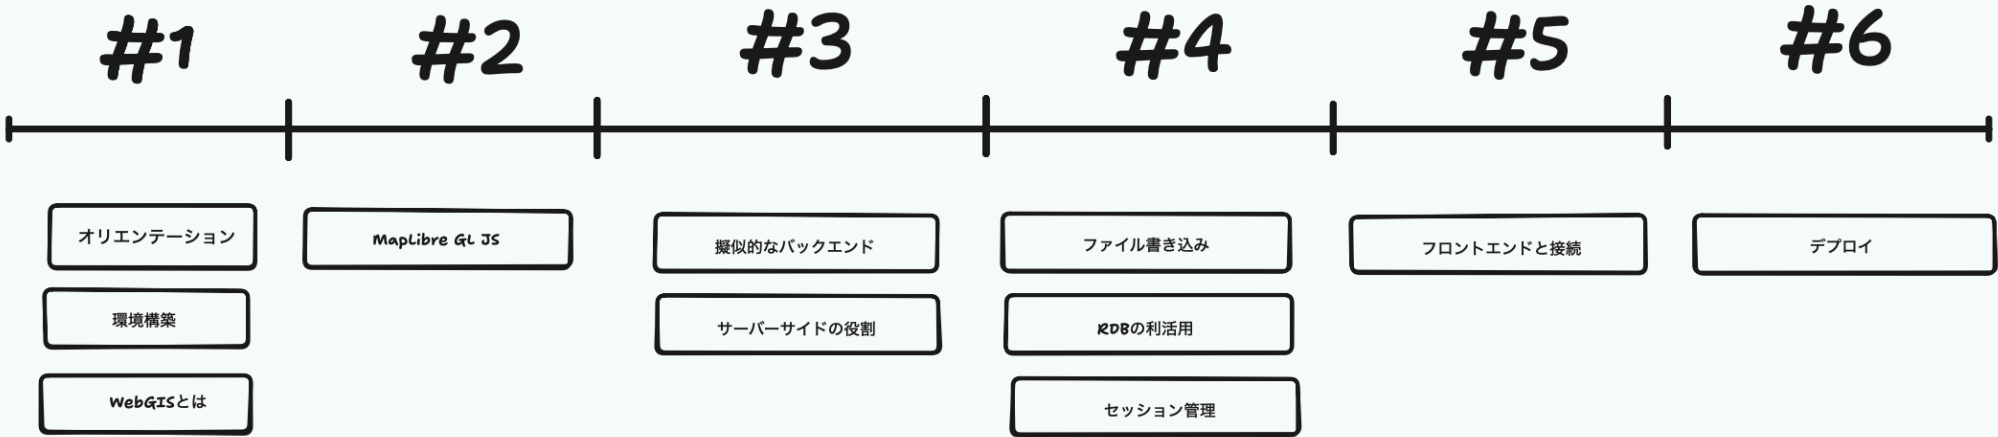 #1
#2
#3
#4
#5
#6
オリエンテーション
環境構築
WebGISとは
MapLibre GL JS
擬似的なバックエンド
サーバーサイドの役割
ファイル書き込み
RDBの利活用
セッション管理
フロントエンドと接続
デプロイ